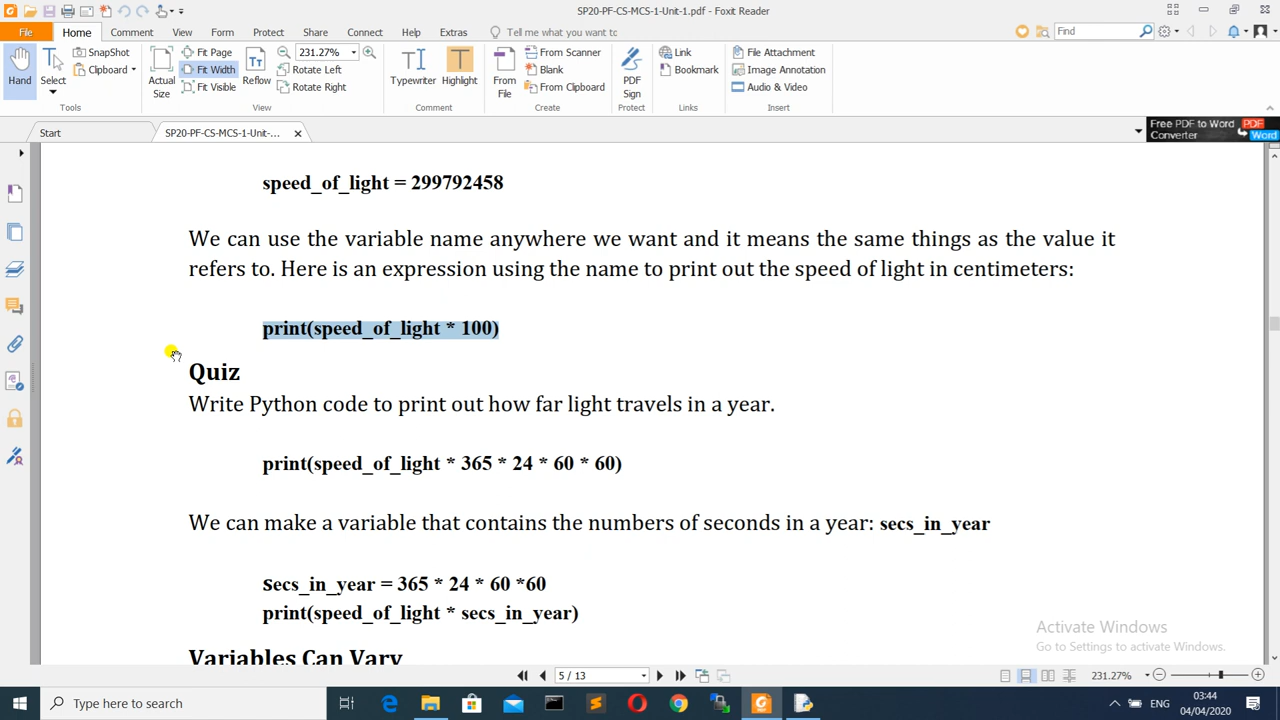 SP20-PF-CS-MCS-1-Unit-1.pdf - Foxit Reader
File Home Comment View Form Protect Share Connect Help Extras Tell me what you want to Find
Hand Select SnapShot Clipboard
Tools
Actual Size Fit Page Fit Width Fit Visible Reflow 231.27% Rotate Left Rotate Right
View
Typewriter Highlight
Comment
From File From Scanner Blank From Clipboard
Create
PDF Sign
Protect
Link Bookmark
Links
File Attachment Image Annotation Audio & Video
Insert
Start SP20-PF-CS-MCS-1-Unit-...
Free PDF to Word Converter PDF Word
speed_of_light = 299792458
We can use the variable name anywhere we want and it means the same things as the value it
refers to. Here is an expression using the name to print out the speed of light in centimeters:
print(speed_of_light * 100)
Quiz
Write Python code to print out how far light travels in a year.
print(speed_of_light * 365 * 24 * 60 * 60)
We can make a variable that contains the numbers of seconds in a year: secs_in_year
secs_in_year = 365 * 24 * 60 *60
print(speed_of_light * secs_in_year)
Variables Can Vary
Activate Windows
Go to Settings to activate Windows.
5 / 13 231.27%
Type here to search ENG 03:44
04/04/2020